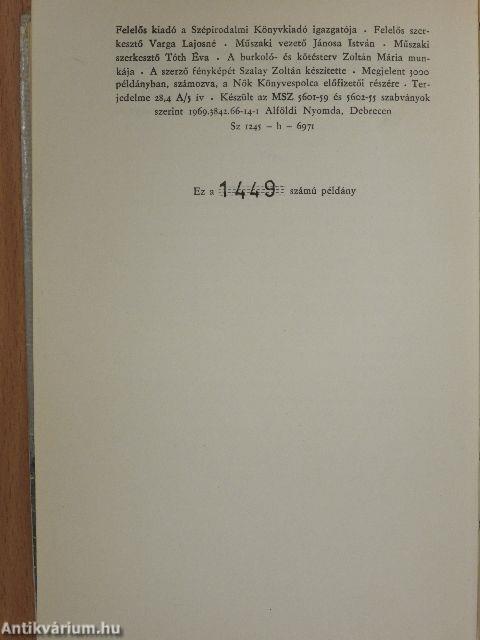 Felelős kiadó a Szépirodalmi Könyvkiadó igazgatója · Felelős szer-
kesztő Varga Lajosné · Műszaki vezető Jánosa István · Műszaki
szerkesztő Tóth Éva · A burkoló- és kötésterv Zoltán Mária mun-
kája · A szerző fényképét Szalay Zoltán készítette · Megjelent 3000
példányban, számozva, a Nők Könyvespolca előfizetői részére · Ter-
jedelme 28,4 A/5 ív · Készült az MSZ 5601-59 és 5602-55 szabványok
szerint 1969.3842.66-14-1 Alföldi Nyomda, Debrecen
Sz 1245 – h – 6971
Ez a 1449 számú példány
Antikvárium.hu